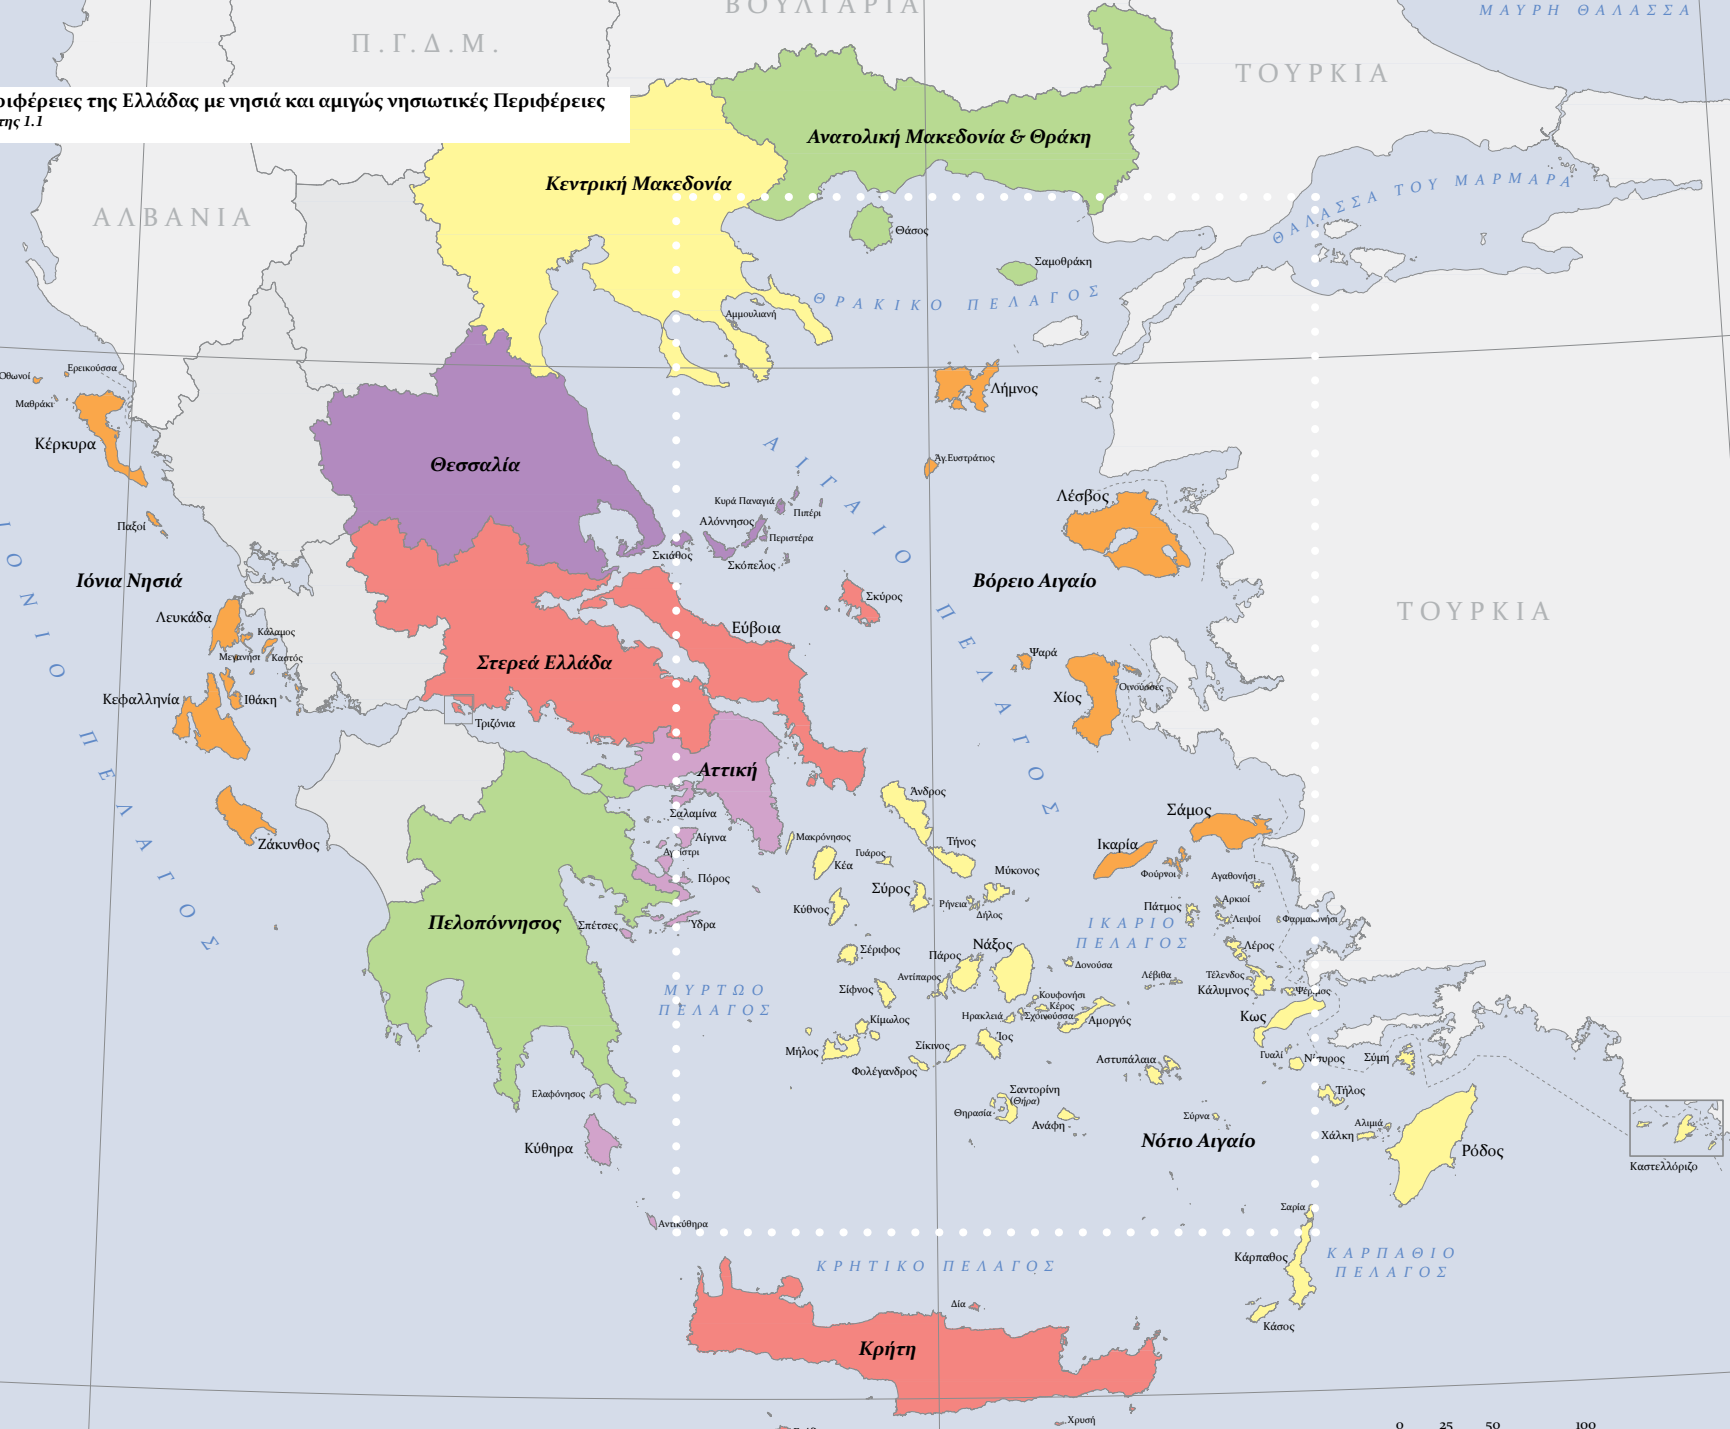 ΒΟΥΛΓΑΡΙΑ
ΜΑΥΡΗ ΘΑΛΑΣΣΑ
Π.Γ.Δ.Μ.
ΤΟΥΡΚΙΑ
ριφέρειες της Ελλάδας με νησιά και αμιγώς νησιωτικές Περιφέρειες
της 1.1
Ανατολική Μακεδονία & Θράκη
Κεντρική Μακεδονία
ΘΑΛΑΣΣΑ ΤΟΥ ΜΑΡΜΑΡΑ
ΑΛΒΑΝΙΑ
Θάσος
Σαμοθράκη
ΘΡΑΚΙΚΟ ΠΕΛΑΓΟΣ
Αμμουλιανή
Οθωνοί
Ερεικούσσα
Μαθράκι
Λήμνος
Κέρκυρα
Θεσσαλία
ΑΙΓΑΙΟ ΠΕΛΑΓΟΣ
Άγ.Ευστράτιος
Λέσβος
Κυρά Παναγιά
Πιπέρι
Παξοί
Αλόννησος
Περιστέρα
Σκιάθος
Σκόπελος
ΙΟΝΙΟ ΠΕΛΑΓΟΣ
Ιόνια Νησιά
Βόρειο Αιγαίο
Σκύρος
ΤΟΥΡΚΙΑ
Λευκάδα
Κάλαμος
Εύβοια
Μεγανήσι
Καστός
Στερεά Ελλάδα
Ψαρά
Οινούσσες
Κεφαλληνία
Ιθάκη
Χίος
Τριζόνια
Αττική
Άνδρος
Σαλαμίνα
Σάμος
Ζάκυνθος
Αίγινα
Μακρόνησος
Τήνος
Ικαρία
Γυάρος
Κέα
Φούρνοι
Αγαθονήσι
Πόρος
Μύκονος
Σύρος
Ρήνεια
Δήλος
Κύθνος
Πάτμος
Αρκιοί
Λειψοί
Φαρμακονήσι
Πελοπόννησος
Σπέτσες
Ύδρα
ΙΚΑΡΙΟ
ΠΕΛΑΓΟΣ
Σέριφος
Νάξος
Πάρος
Λέρος
Δονούσα
Αντίπαρος
Λέβιθα
Τέλενδος
Κάλυμνος
Ψέριμος
Σίφνος
ΜΥΡΤΩΟ
ΠΕΛΑΓΟΣ
Κουφονήσι
Κέρος
Ηρακλειά
Σχοινούσσα
Αμοργός
Κως
Κίμωλος
Ίος
Μήλος
Σίκινος
Φολέγανδρος
Αστυπάλαια
Γυαλί
Σύμη
Ελαφόνησος
Σαντορίνη
(Θήρα)
Θηρασία
Ανάφη
Τήλος
Σύρνα
Αλιμιά
Χάλκη
Νότιο Αιγαίο
Κύθηρα
Ρόδος
Καστελλόριζο
Αντικύθηρα
Σαρία
Κάρπαθος
ΚΑΡΠΑΘΙΟ
ΠΕΛΑΓΟΣ
ΚΡΗΤΙΚΟ ΠΕΛΑΓΟΣ
Δία
Κάσος
Κρήτη
Χρυσή
0 25 50 100